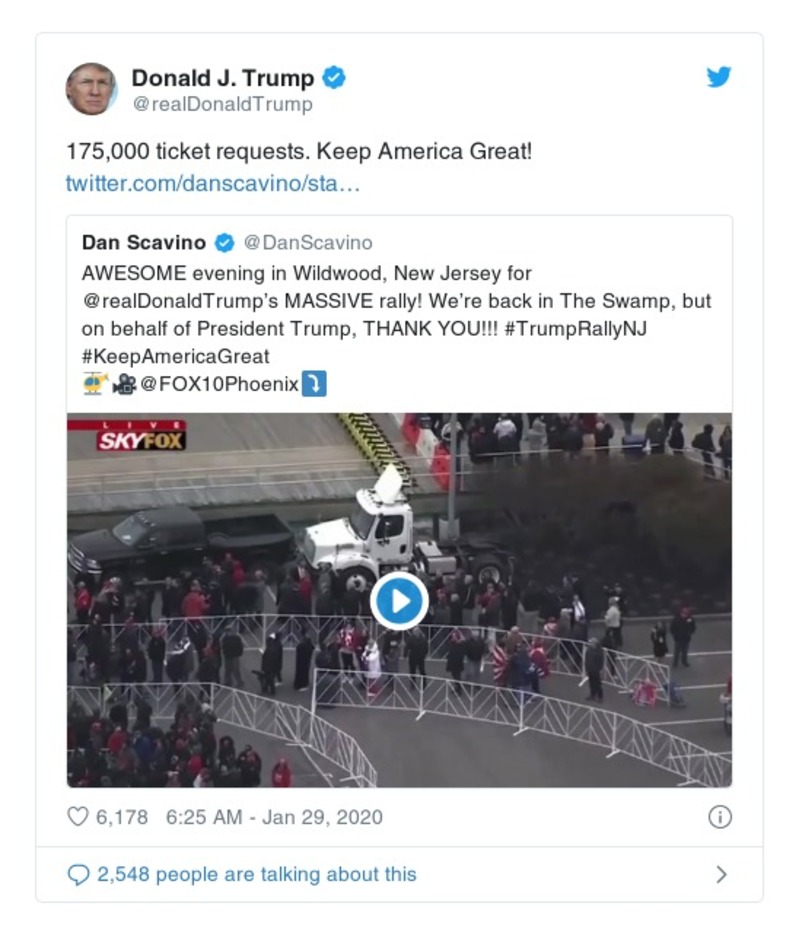 Donald J. Trump
@realDonaldTrump
175,000 ticket requests. Keep America Great!
twitter.com/danscavino/sta…
Dan Scavino @DanScavino
AWESOME evening in Wildwood, New Jersey for
@realDonaldTrump’s MASSIVE rally! We’re back in The Swamp, but
on behalf of President Trump, THANK YOU!!! #TrumpRallyNJ
#KeepAmericaGreat
🚁🎥@FOX10Phoenix⤵️
LIVE
SKYFOX
6,178 6:25 AM - Jan 29, 2020
2,548 people are talking about this